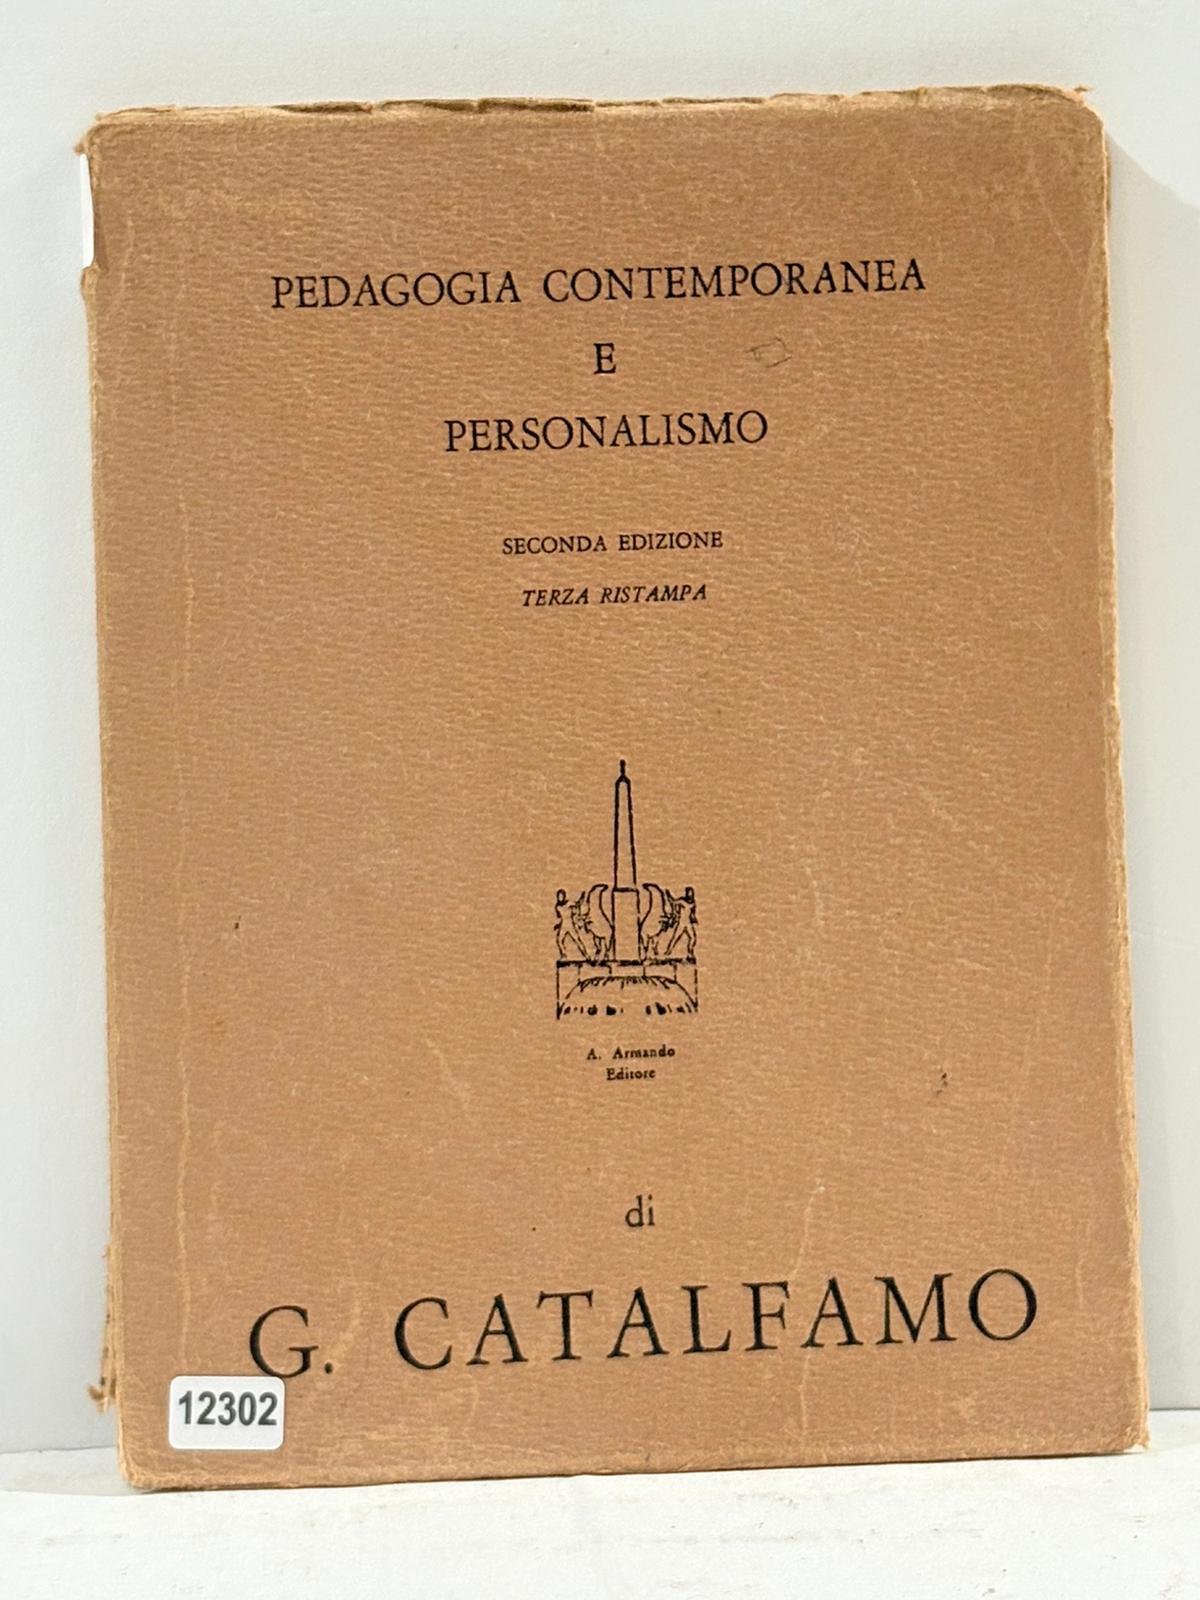 PEDAGOGIA CONTEMPORANEA
E
PERSONALISMO
SECONDA EDIZIONE
TERZA RISTAMPA
A. Armando
Editore
di
G. CATALFAMO
12302